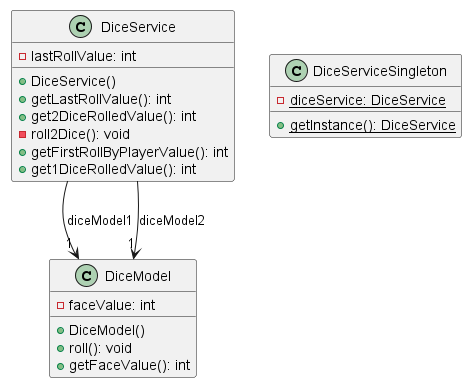 C DiceService
lastRollValue: int
DiceService()
getLastRollValue(): int
get2DiceRolledValue(): int
roll2Dice(): void
getFirstRollByPlayerValue(): int
get1DiceRolledValue(): int
C DiceServiceSingleton
diceService: DiceService
getInstance(): DiceService
diceModel1
diceModel2
1
1
C DiceModel
faceValue: int
DiceModel()
roll(): void
getFaceValue(): int